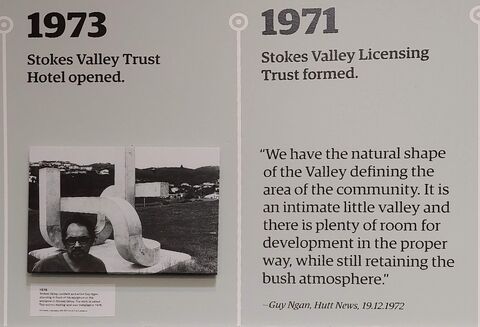 1973
Stokes Valley Trust
Hotel opened.
1971
Stokes Valley Licensing
Trust formed.
“We have the natural shape
of the Valley defining the
area of the community. It is
an intimate little valley and
there is plenty of room for
development in the proper
way, while still retaining the
bush atmosphere.”
–Guy Ngan, Hutt News, 19.12.1972